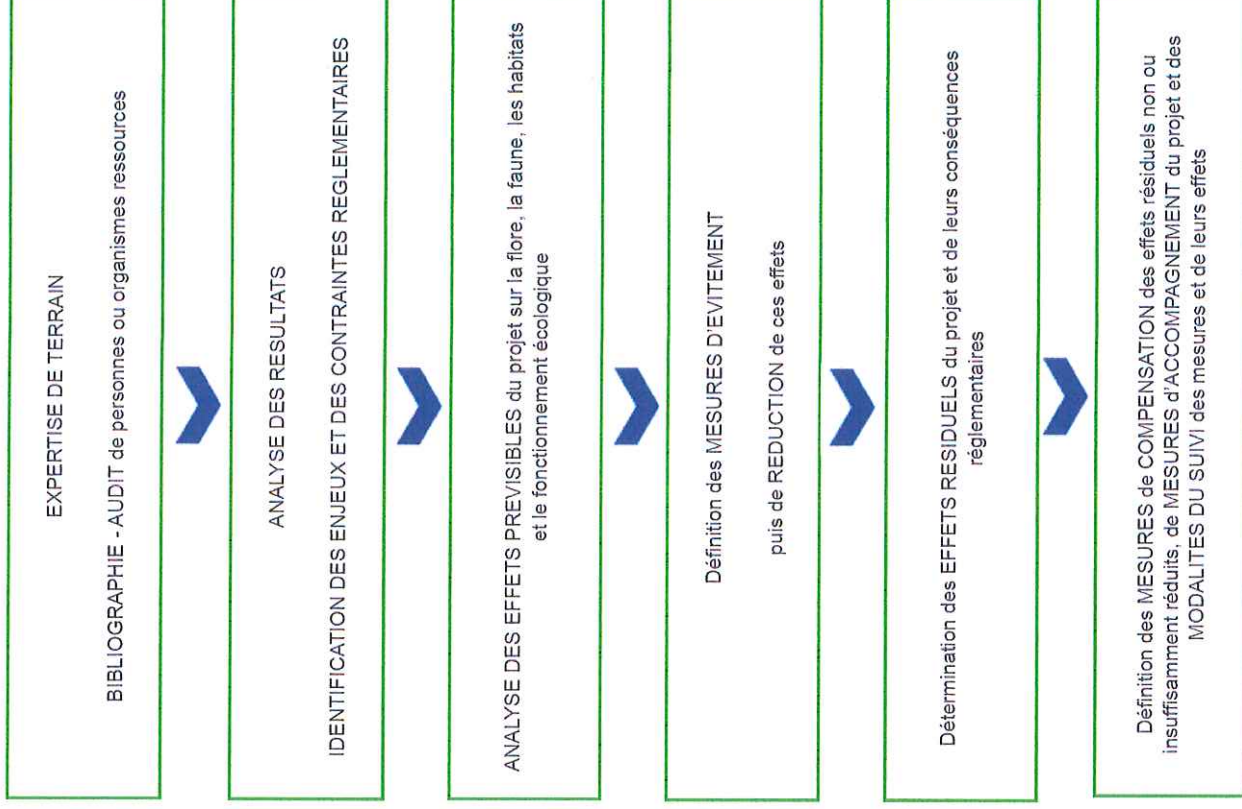 EXPERTISE DE TERRAIN
BIBLIOGRAPHIE - AUDIT de personnes ou organismes ressources
ANALYSE DES RESULTATS
IDENTIFICATION DES ENJEUX ET DES CONTRAINTES REGLEMENTAIRES
ANALYSE DES EFFETS PREVISIBLES du projet sur la flore, la faune, les habitats
et le fonctionnement écologique
Définition des MESURES D'EVITEMENT
puis de REDUCTION de ces effets
Détermination des EFFETS RESIDUELS du projet et de leurs conséquences
réglementaires
Définition des MESURES de COMPENSATION des effets résiduels non ou
insuffisamment réduits, de MESURES d'ACCOMPAGNEMENT du projet et des
MODALITES DU SUIVI des mesures et de leurs effets